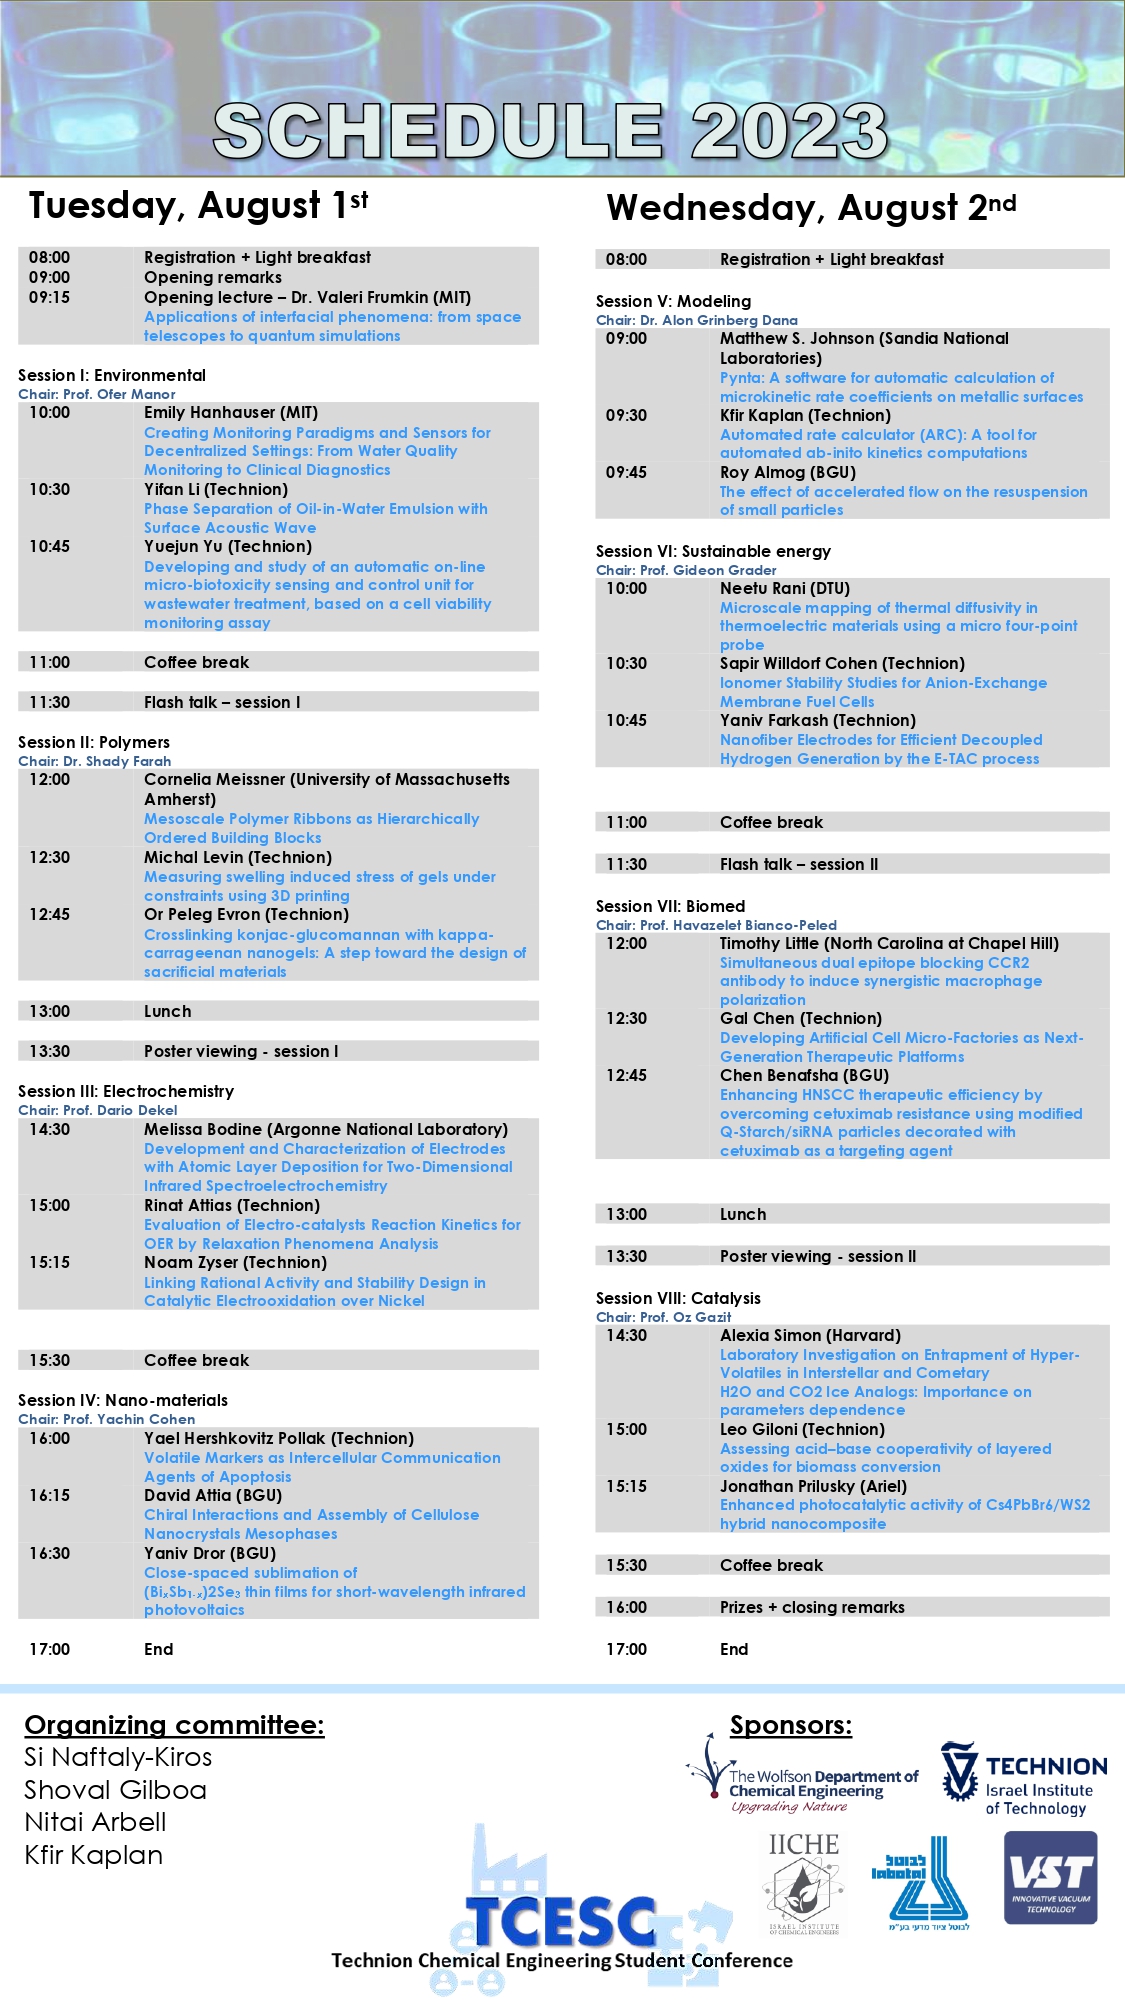 SCHEDULE 2023
Tuesday, August 1st
08:00 Registration + Light breakfast
09:00 Opening remarks
09:15 Opening lecture – Dr. Valeri Frumkin (MIT)
Applications of interfacial phenomena: from space
telescopes to quantum simulations
Session I: Environmental
Chair: Prof. Ofer Manor
10:00 Emily Hanhauser (MIT)
Creating Monitoring Paradigms and Sensors for
Decentralized Settings: From Water Quality
Monitoring to Clinical Diagnostics
10:30 Yifan Li (Technion)
Phase Separation of Oil-in-Water Emulsion with
Surface Acoustic Wave
10:45 Yuejun Yu (Technion)
Developing and study of an automatic on-line
micro-biotoxicity sensing and control unit for
wastewater treatment, based on a cell viability
monitoring assay
11:00 Coffee break
11:30 Flash talk – session I
Session II: Polymers
Chair: Dr. Shady Farah
12:00 Cornelia Meissner (University of Massachusetts
Amherst)
Mesoscale Polymer Ribbons as Hierarchically
Ordered Building Blocks
12:30 Michal Levin (Technion)
Measuring swelling induced stress of gels under
constraints using 3D printing
12:45 Or Peleg Evron (Technion)
Crosslinking konjac-glucomannan with kappa-
carrageenan nanogels: A step toward the design of
sacrificial materials
13:00 Lunch
13:30 Poster viewing - session I
Session III: Electrochemistry
Chair: Prof. Dario Dekel
14:30 Melissa Bodine (Argonne National Laboratory)
Development and Characterization of Electrodes
with Atomic Layer Deposition for Two-Dimensional
Infrared Spectroelectrochemistry
15:00 Rinat Attias (Technion)
Evaluation of Electro-catalysts Reaction Kinetics for
OER by Relaxation Phenomena Analysis
15:15 Noam Zyser (Technion)
Linking Rational Activity and Stability Design in
Catalytic Electrooxidation over Nickel
15:30 Coffee break
Session IV: Nano-materials
Chair: Prof. Yachin Cohen
16:00 Yael Hershkovitz Pollak (Technion)
Volatile Markers as Intercellular Communication
Agents of Apoptosis
16:15 David Attia (BGU)
Chiral Interactions and Assembly of Cellulose
Nanocrystals Mesophases
16:30 Yaniv Dror (BGU)
Close-spaced sublimation of
(BiₓSb₁₋ₓ)2Se₃ thin films for short-wavelength infrared
photovoltaics
17:00 End
Wednesday, August 2nd
08:00 Registration + Light breakfast
Session V: Modeling
Chair: Dr. Alon Grinberg Dana
09:00 Matthew S. Johnson (Sandia National
Laboratories)
Pynta: A software for automatic calculation of
microkinetic rate coefficients on metallic surfaces
09:30 Kfir Kaplan (Technion)
Automated rate calculator (ARC): A tool for
automated ab-inito kinetics computations
09:45 Roy Almog (BGU)
The effect of accelerated flow on the resuspension
of small particles
Session VI: Sustainable energy
Chair: Prof. Gideon Grader
10:00 Neetu Rani (DTU)
Microscale mapping of thermal diffusivity in
thermoelectric materials using a micro four-point
probe
10:30 Sapir Willdorf Cohen (Technion)
Ionomer Stability Studies for Anion-Exchange
Membrane Fuel Cells
10:45 Yaniv Farkash (Technion)
Nanofiber Electrodes for Efficient Decoupled
Hydrogen Generation by the E-TAC process
11:00 Coffee break
11:30 Flash talk – session II
Session VII: Biomed
Chair: Prof. Havazelet Bianco-Peled
12:00 Timothy Little (North Carolina at Chapel Hill)
Simultaneous dual epitope blocking CCR2
antibody to induce synergistic macrophage
polarization
12:30 Gal Chen (Technion)
Developing Artificial Cell Micro-Factories as Next-
Generation Therapeutic Platforms
12:45 Chen Benafsha (BGU)
Enhancing HNSCC therapeutic efficiency by
overcoming cetuximab resistance using modified
Q-Starch/siRNA particles decorated with
cetuximab as a targeting agent
13:00 Lunch
13:30 Poster viewing - session II
Session VIII: Catalysis
Chair: Prof. Oz Gazit
14:30 Alexia Simon (Harvard)
Laboratory Investigation on Entrapment of Hyper-
Volatiles in Interstellar and Cometary
H2O and CO2 Ice Analogs: Importance on
parameters dependence
15:00 Leo Giloni (Technion)
Assessing acid–base cooperativity of layered
oxides for biomass conversion
15:15 Jonathan Prilusky (Ariel)
Enhanced photocatalytic activity of Cs4PbBr6/WS2
hybrid nanocomposite
15:30 Coffee break
16:00 Prizes + closing remarks
17:00 End
Organizing committee:
Si Naftaly-Kiros
Shoval Gilboa
Nitai Arbell
Kfir Kaplan
Sponsors:
The Wolfson Department of
Chemical Engineering
Upgrading Nature
TECHNION
Israel Institute
of Technology
IICHE
ISRAEL INSTITUTE
OF CHEMICAL ENGINEERS
לבוטל
labotal
לבוטל ציוד מדעי בע"מ
VST
INNOVATIVE VACUUM
TECHNOLOGY
TCESC
Technion Chemical Engineering Student Conference